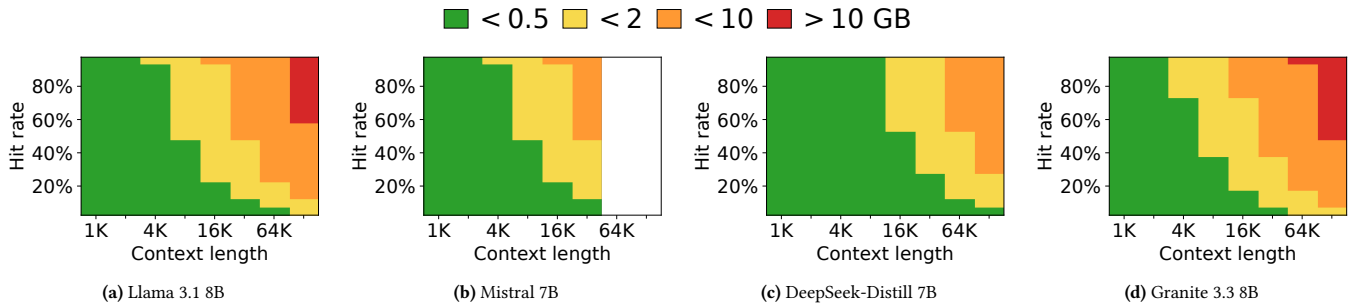 < 0.5 < 2 < 10 > 10 GB
Hit rate
80%
60%
40%
20%
1K 4K 16K 64K
Context length
(a) Llama 3.1 8B
Hit rate
80%
60%
40%
20%
1K 4K 16K 64K
Context length
(b) Mistral 7B
Hit rate
80%
60%
40%
20%
1K 4K 16K 64K
Context length
(c) DeepSeek-Distill 7B
Hit rate
80%
60%
40%
20%
1K 4K 16K 64K
Context length
(d) Granite 3.3 8B